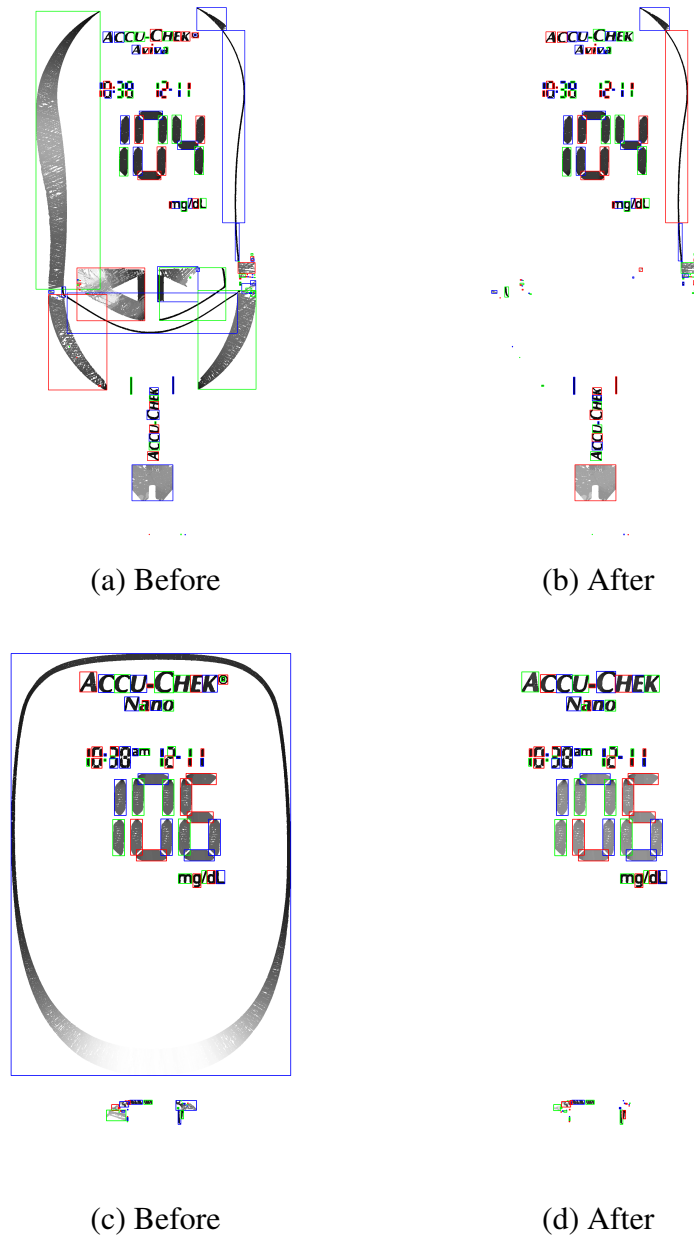 ACCU-CHEK®
Aviva
10:38 12-11
104
mg/dL
ACCU-CHEK
(a) Before
ACCU-CHEK
Aviva
10:38 12-11
104
mg/dL
ACCU-CHEK
(b) After
ACCU-CHEK®
Nano
10:38am 12-11
106
mg/dL
(c) Before
ACCU-CHEK
Nano
10:38am 12-11
106
mg/dL
(d) After